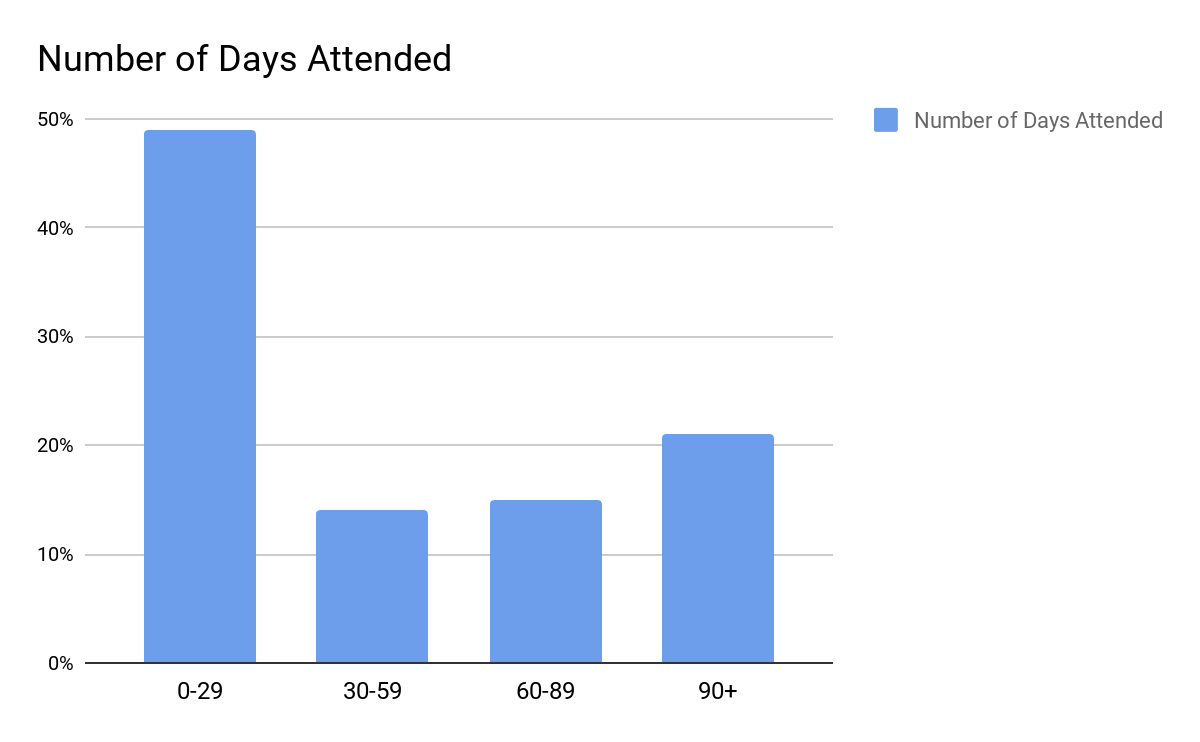 Number of Days Attended
Number of Days Attended
50%
40%
30%
20%
10%
0%
0-29 30-59 60-89 90+